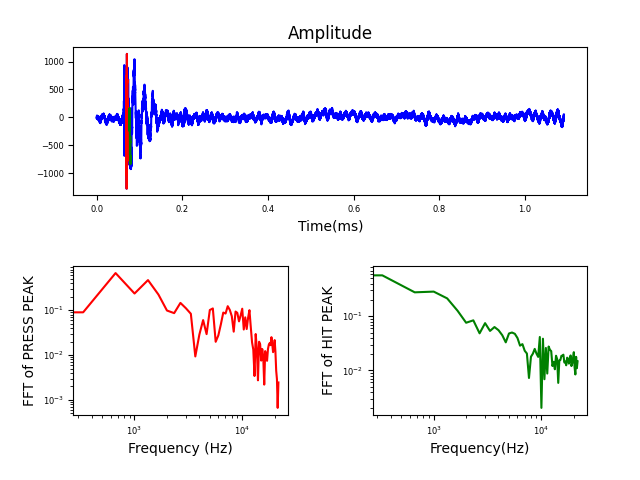 Amplitude
1000
500
0
−500
−1000
0.0 0.2 0.4 0.6 0.8 1.0
Time(ms)
FFT of PRESS PEAK
10⁻¹
10⁻²
10⁻³
10³ 10⁴
Frequency (Hz)
FFT of HIT PEAK
10⁻¹
10⁻²
10³ 10⁴
Frequency(Hz)